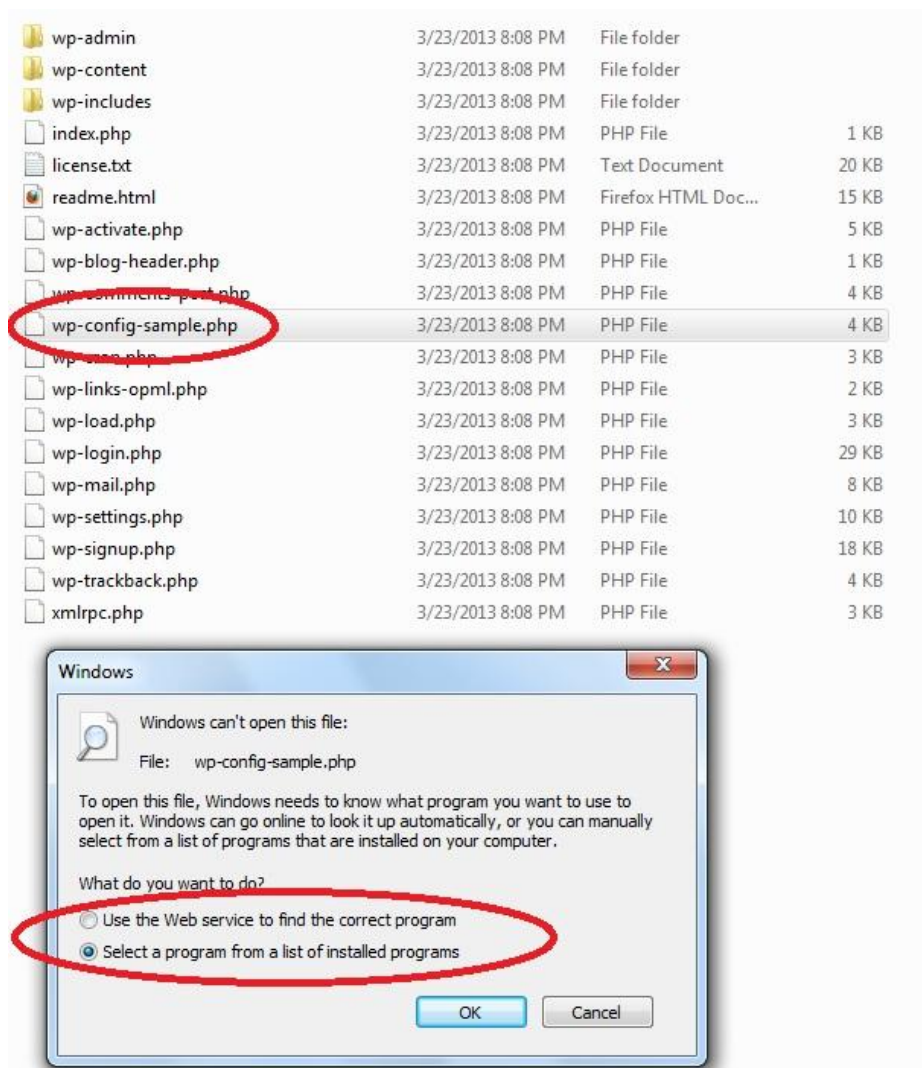 wp-admin 3/23/2013 8:08 PM File folder
wp-content 3/23/2013 8:08 PM File folder
wp-includes 3/23/2013 8:08 PM File folder
index.php 3/23/2013 8:08 PM PHP File 1 KB
license.txt 3/23/2013 8:08 PM Text Document 20 KB
readme.html 3/23/2013 8:08 PM Firefox HTML Doc... 15 KB
wp-activate.php 3/23/2013 8:08 PM PHP File 5 KB
wp-blog-header.php 3/23/2013 8:08 PM PHP File 1 KB
wp-comments-post.php 3/23/2013 8:08 PM PHP File 4 KB
wp-config-sample.php 3/23/2013 8:08 PM PHP File 4 KB
wp-cron.php 3/23/2013 8:08 PM PHP File 3 KB
wp-links-opml.php 3/23/2013 8:08 PM PHP File 2 KB
wp-load.php 3/23/2013 8:08 PM PHP File 3 KB
wp-login.php 3/23/2013 8:08 PM PHP File 29 KB
wp-mail.php 3/23/2013 8:08 PM PHP File 8 KB
wp-settings.php 3/23/2013 8:08 PM PHP File 10 KB
wp-signup.php 3/23/2013 8:08 PM PHP File 18 KB
wp-trackback.php 3/23/2013 8:08 PM PHP File 4 KB
xmlrpc.php 3/23/2013 8:08 PM PHP File 3 KB
Windows
Windows can't open this file:
File: wp-config-sample.php
To open this file, Windows needs to know what program you want to use to
open it. Windows can go online to look it up automatically, or you can manually
select from a list of programs that are installed on your computer.
What do you want to do?
Use the Web service to find the correct program
Select a program from a list of installed programs
OK Cancel